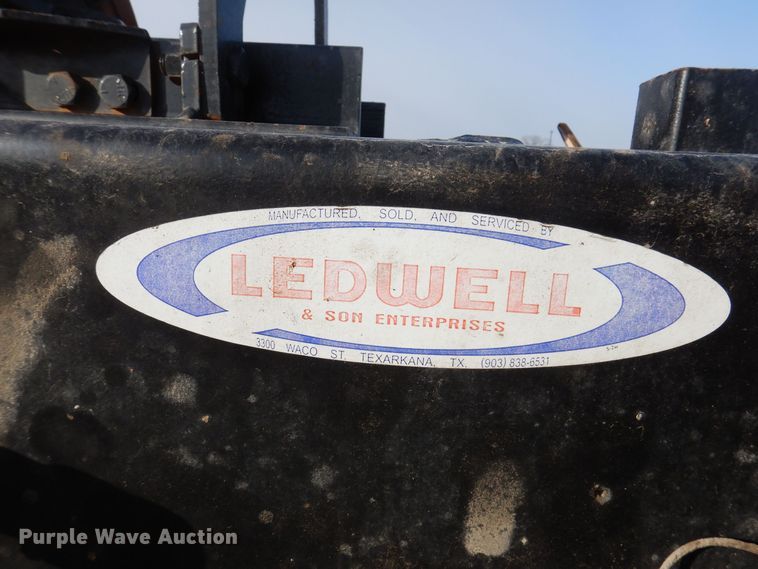 MANUFACTURED, SOLD, AND SERVICED BY
LEDWELL
& SON ENTERPRISES
3300 WACO ST. TEXARKANA, TX. (903) 838-6531
Purple Wave Auction